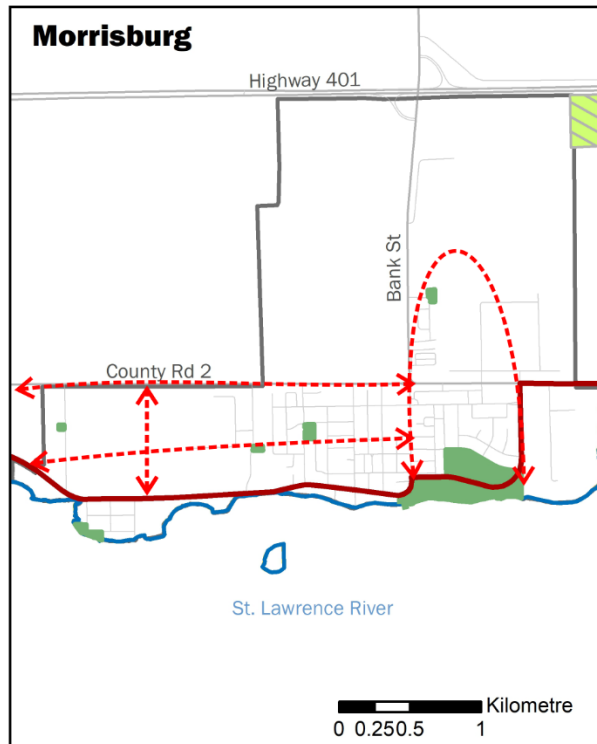 Morrisburg
Highway 401
Bank St
County Rd 2
St. Lawrence River
Kilometre
0 0.250.5 1